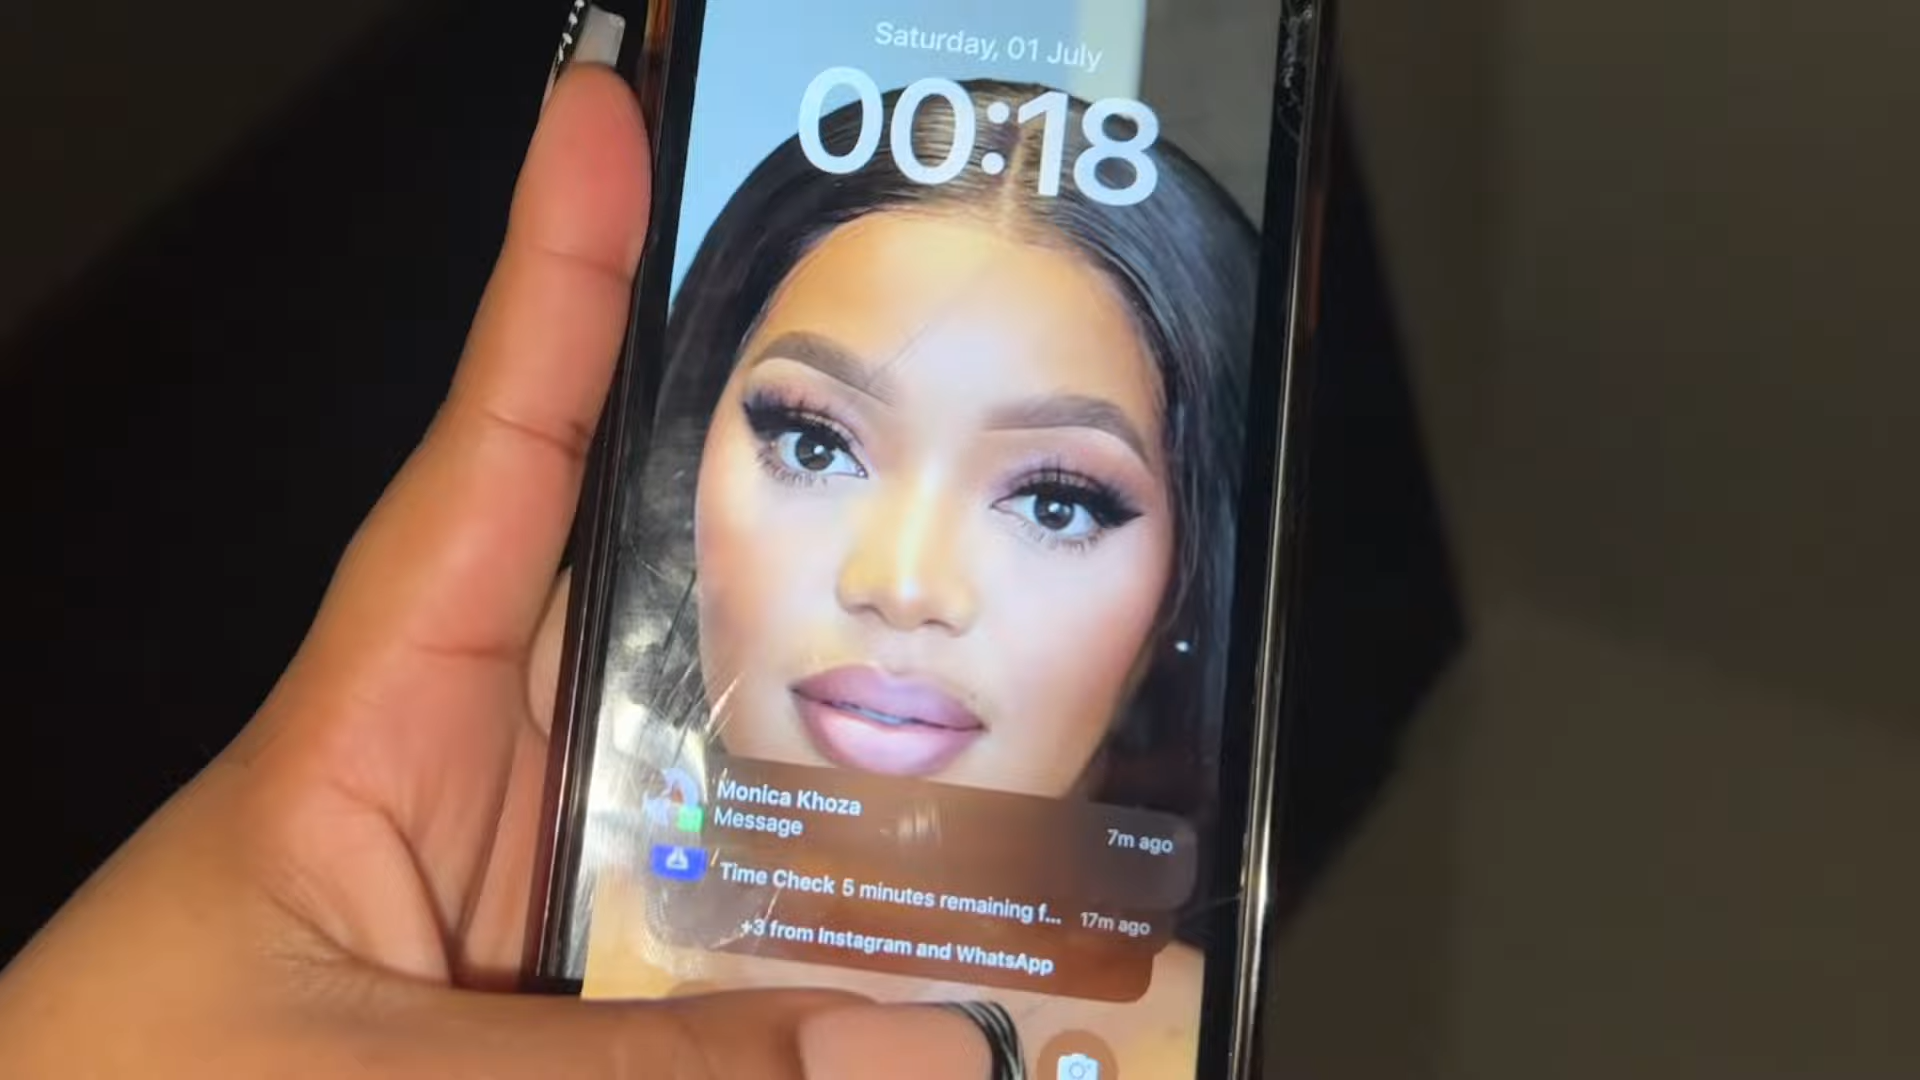 Saturday, 01 July
00:18
Monica Khoza
Message
7m ago
Time Check 5 minutes remaining f...
17m ago
+3 from Instagram and WhatsApp